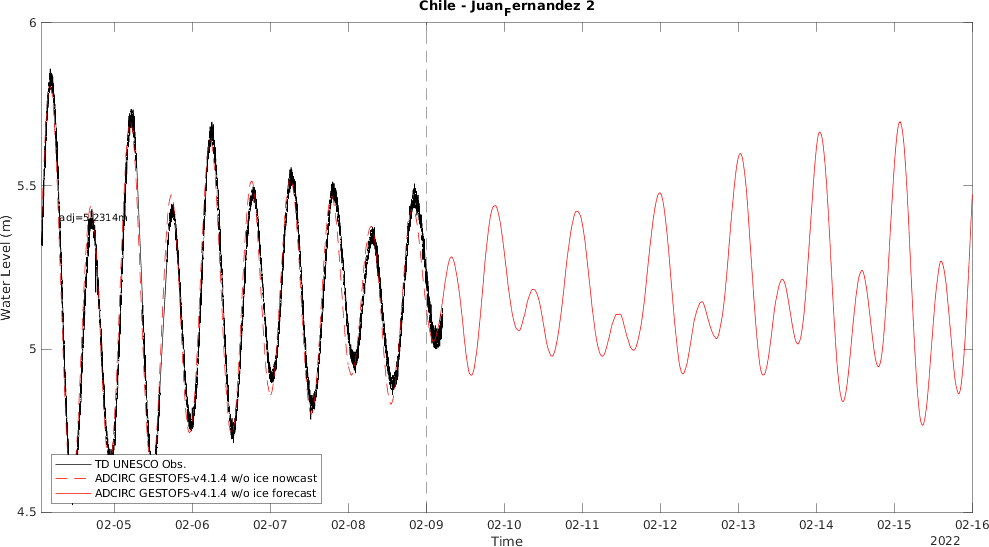 Chile - Juan_Fernandez 2
6
5.5
5
4.5
Water Level (m)
adj=5.2314m
TD UNESCO Obs.
ADCIRC GESTOFS-v4.1.4 w/o ice nowcast
ADCIRC GESTOFS-v4.1.4 w/o ice forecast
02-05 02-06 02-07 02-08 02-09 02-10 02-11 02-12 02-13 02-14 02-15 02-16
Time
2022